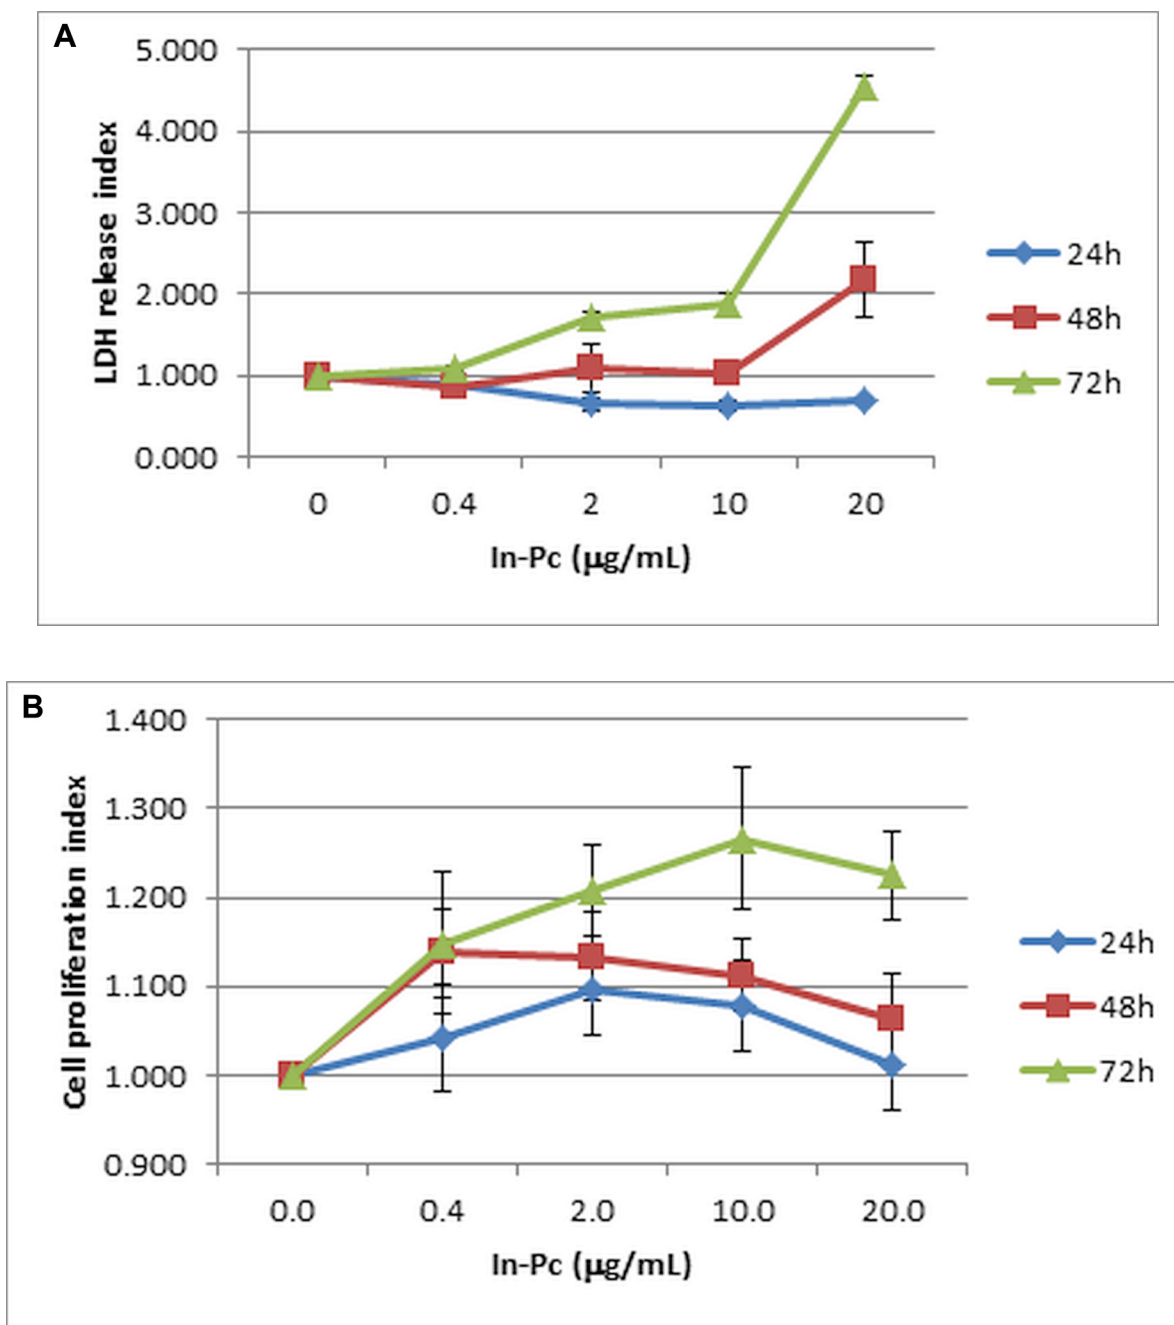 A
5.000
4.000
3.000
2.000
1.000
0.000
LDH release index
0 0.4 2 10 20
In-Pc (µg/mL)
24h
48h
72h
B
1.400
1.300
1.200
1.100
1.000
0.900
Cell proliferation index
0.0 0.4 2.0 10.0 20.0
In-Pc (µg/mL)
24h
48h
72h